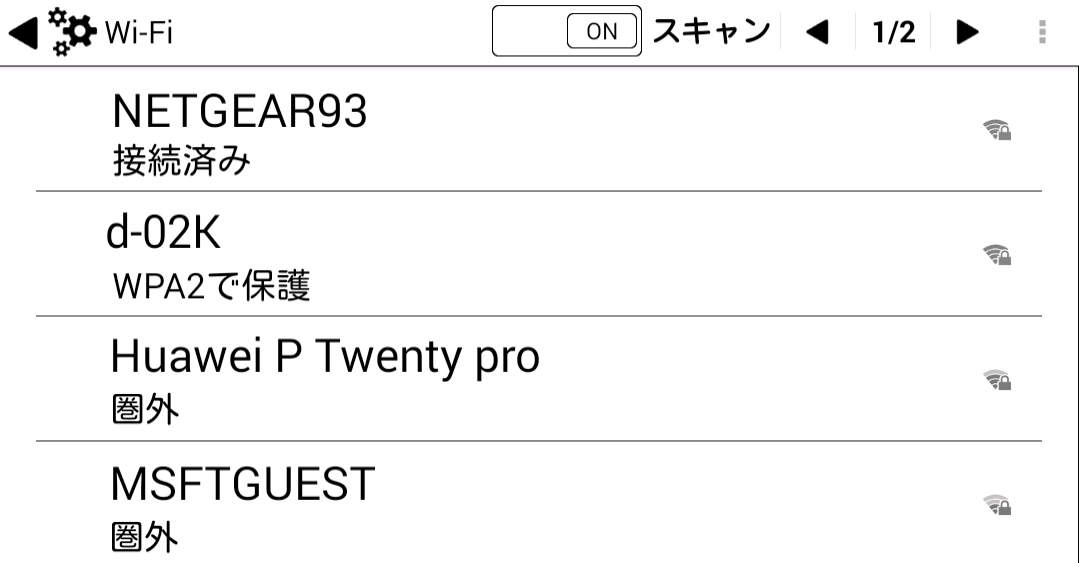 Wi-Fi ON スキャン 1/2
NETGEAR93
接続済み
d-02K
WPA2で保護
Huawei P Twenty pro
圏外
MSFTGUEST
圏外